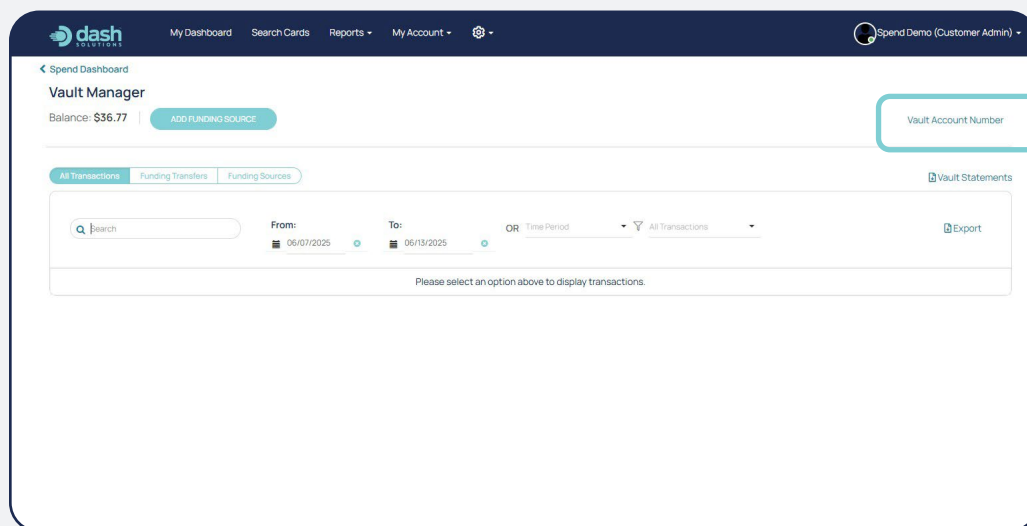 dash
SOLUTIONS
My Dashboard Search Cards Reports My Account
Spend Demo (Customer Admin)
Spend Dashboard
Vault Manager
Balance: $36.77
ADD FUNDING SOURCE
Vault Account Number
All Transactions Funding Transfers Funding Sources
Vault Statements
Search
From:
06/07/2025
To:
06/13/2025
OR Time Period
All Transactions
Export
Please select an option above to display transactions.